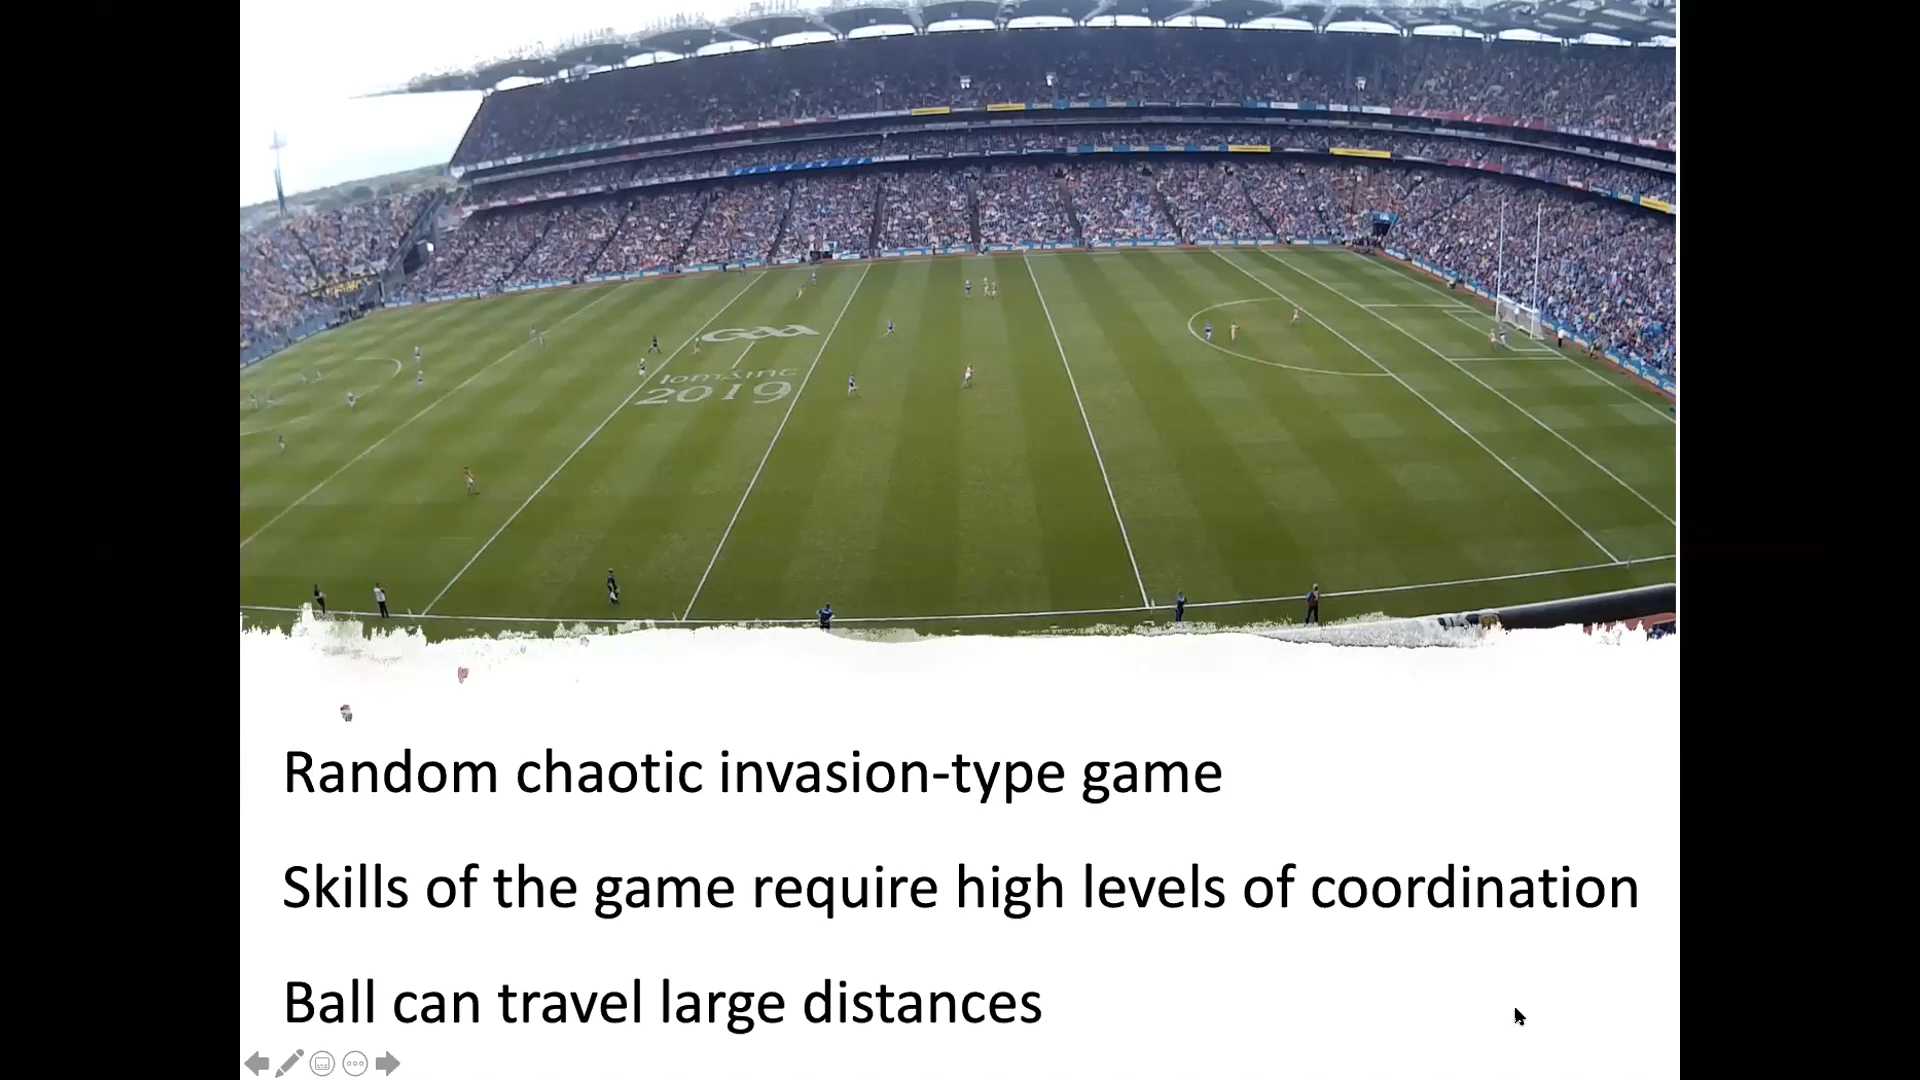 GAA
Iomáint
2019
Random chaotic invasion-type game
Skills of the game require high levels of coordination
Ball can travel large distances